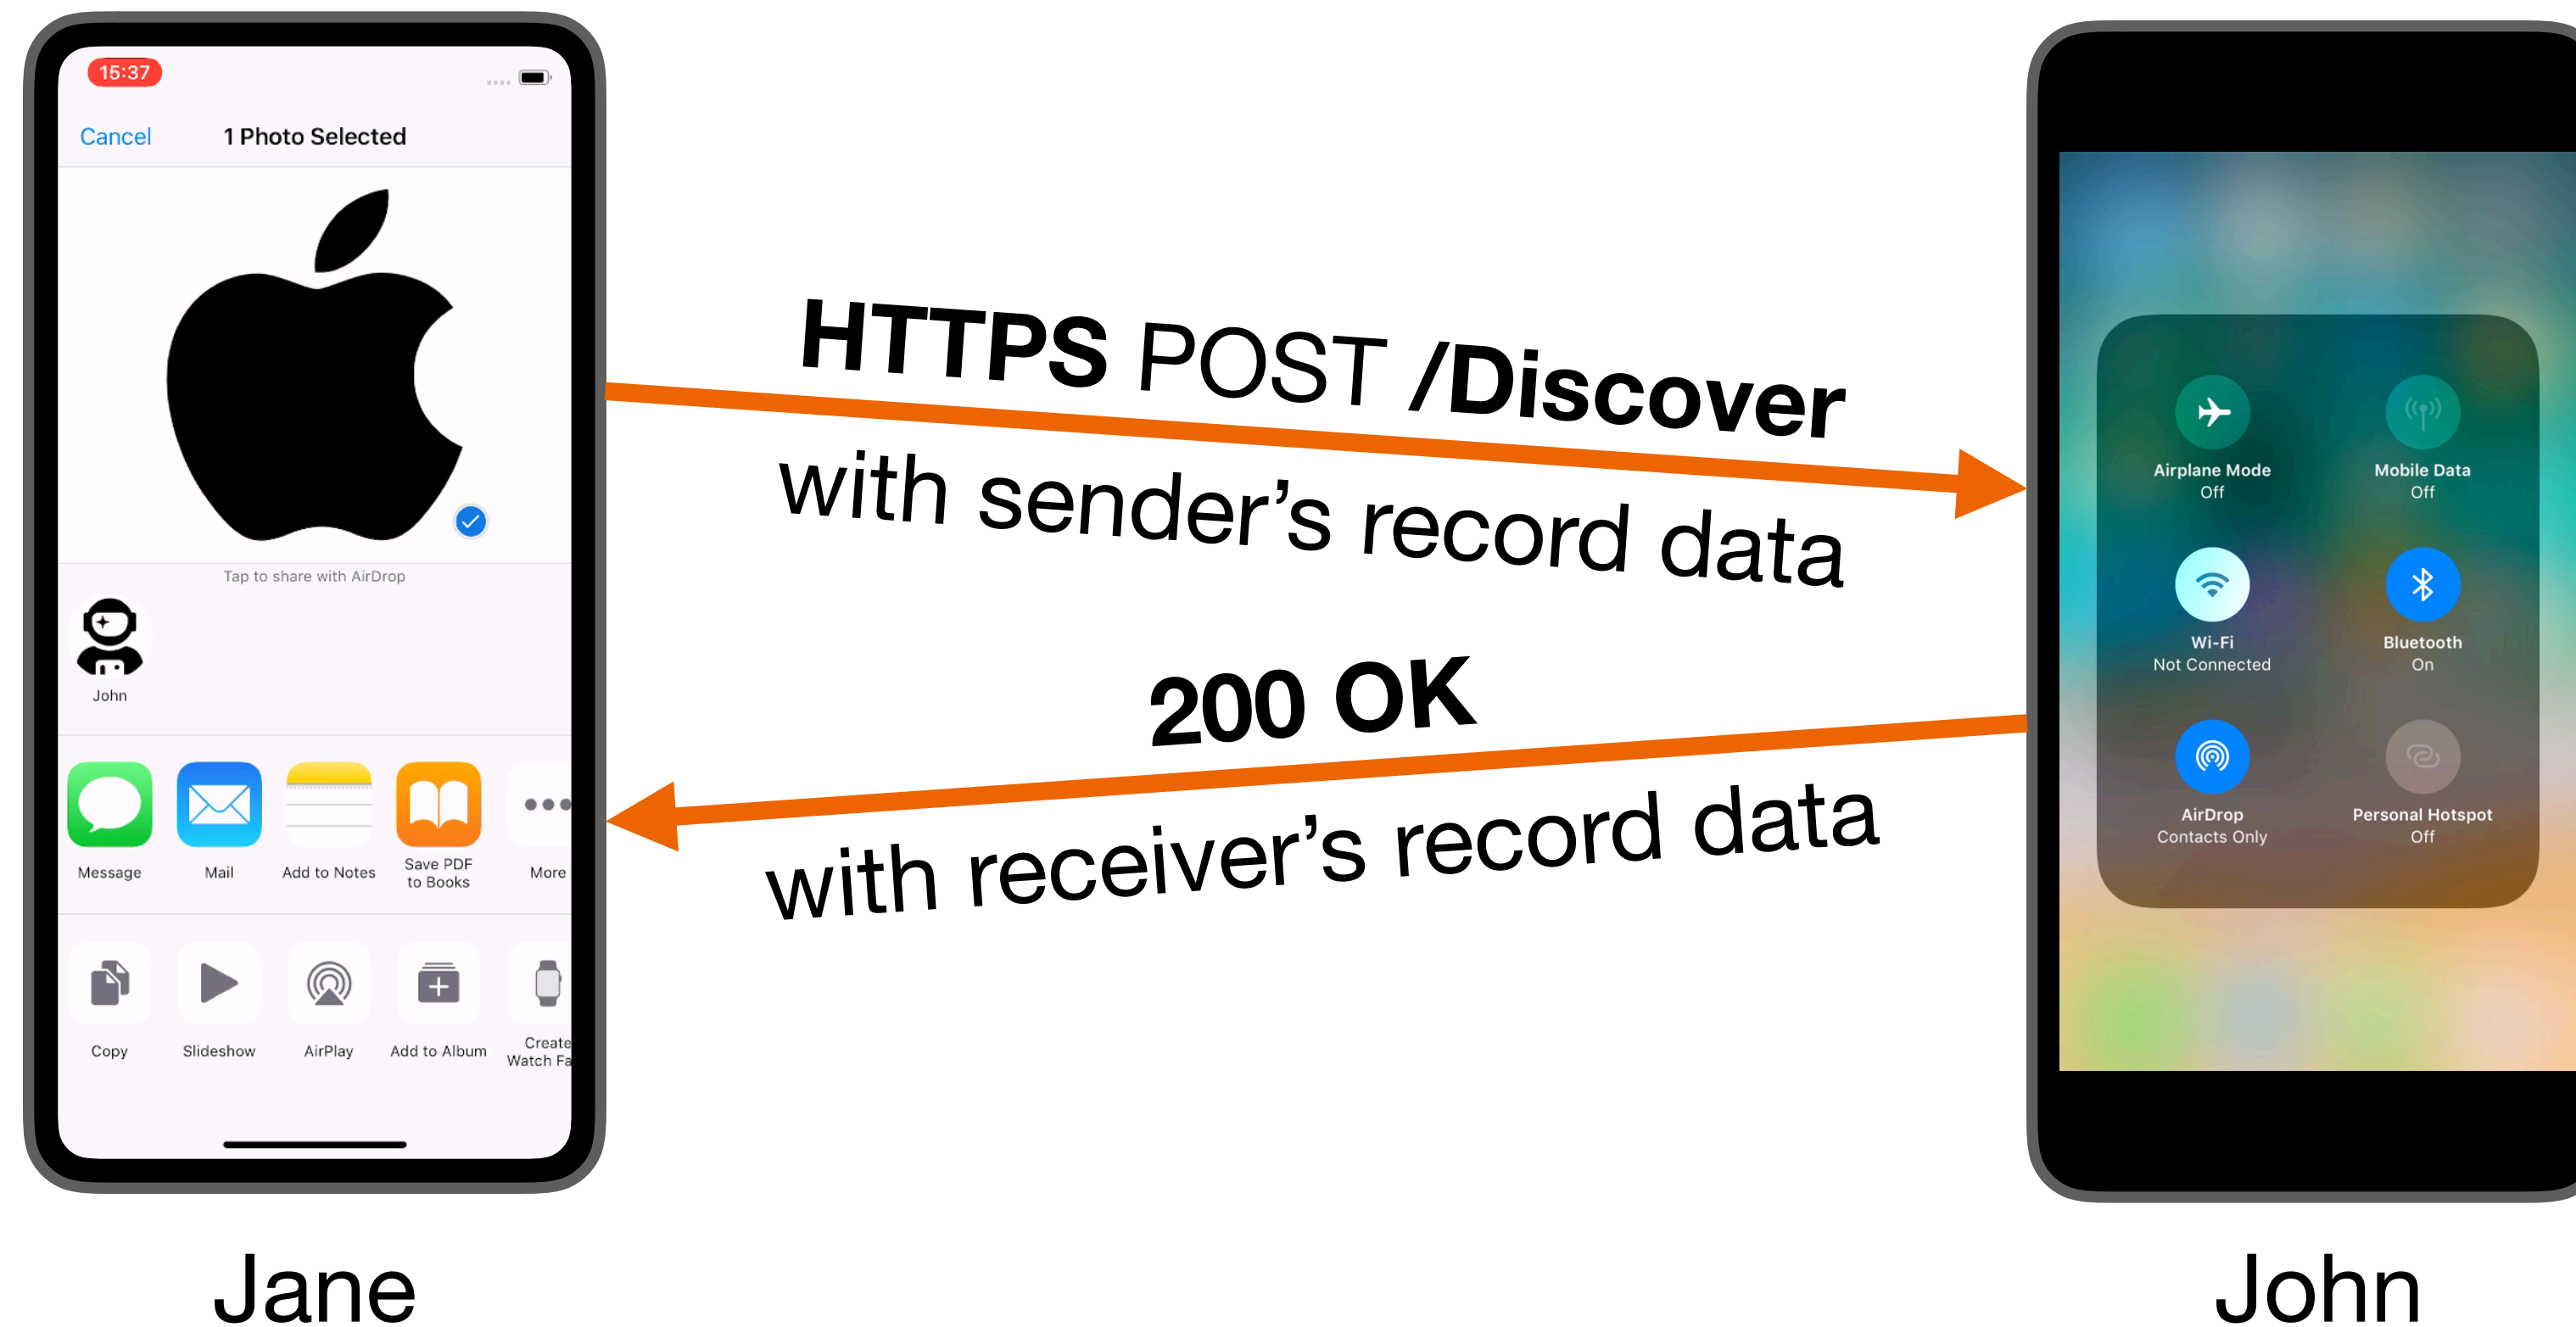 15:37
Cancel
1 Photo Selected
Tap to share with AirDrop
John
Message
Mail
Add to Notes
Save PDF
to Books
More
Copy
Slideshow
AirPlay
Add to Album
Create
Watch Fa
Jane
HTTPS POST /Discover
with sender's record data
200 OK
with receiver's record data
Airplane Mode
Off
Mobile Data
Off
Wi-Fi
Not Connected
Bluetooth
On
AirDrop
Contacts Only
Personal Hotspot
Off
John